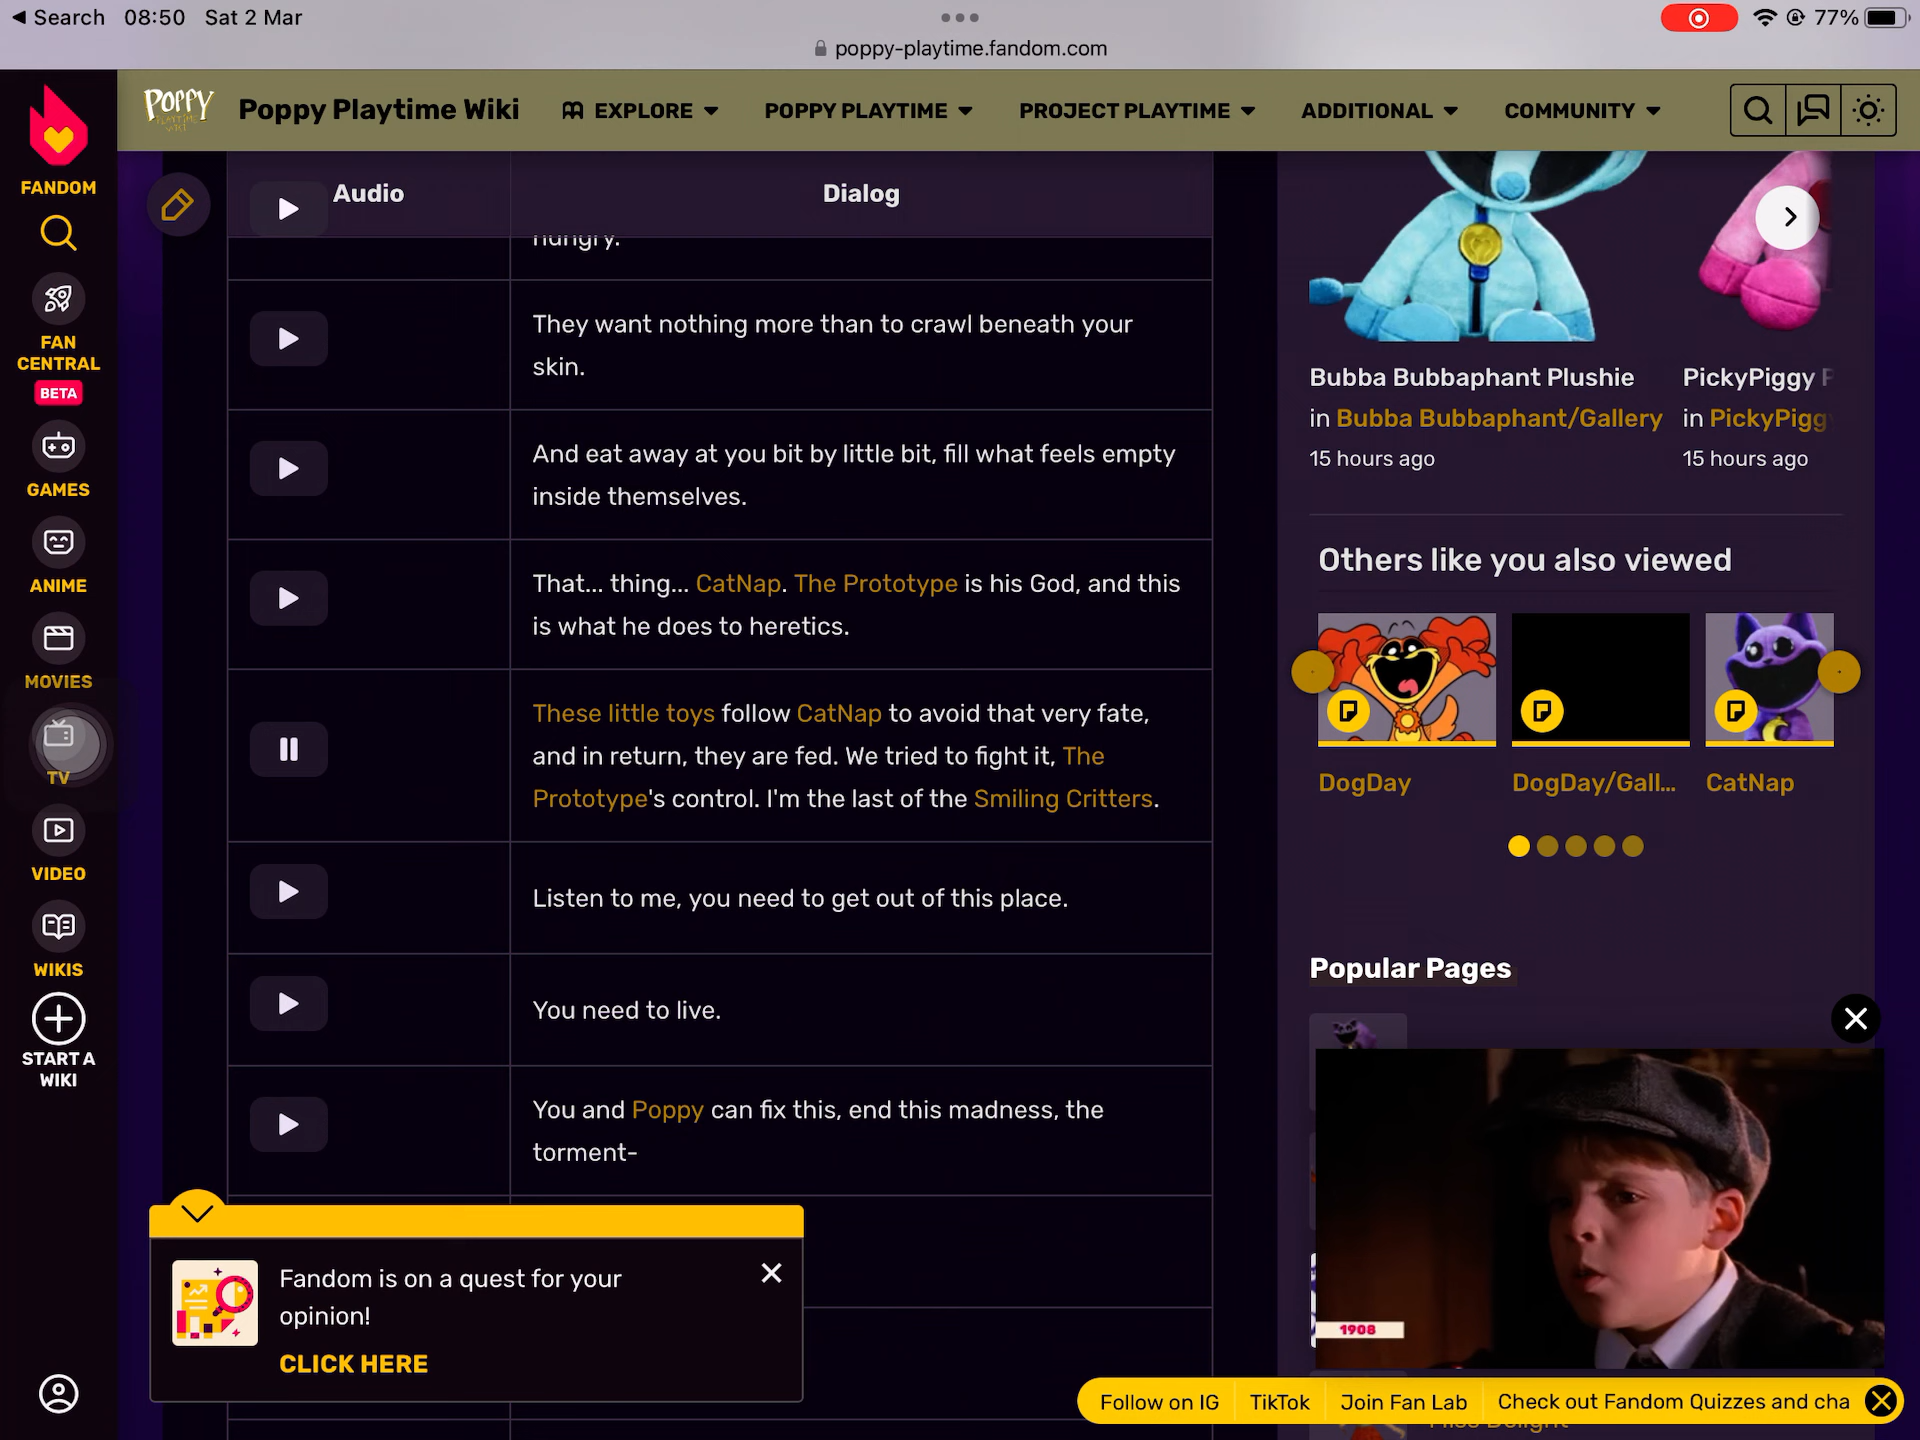 Search 08:50 Sat 2 Mar
77%
poppy-playtime.fandom.com
POPPY
PLAYTIME
WIKI
Poppy Playtime Wiki
EXPLORE
POPPY PLAYTIME
PROJECT PLAYTIME
ADDITIONAL
COMMUNITY
FANDOM
FAN
CENTRAL
BETA
GAMES
ANIME
MOVIES
TV
VIDEO
WIKIS
START A
WIKI
Audio
Dialog
hungry.
They want nothing more than to crawl beneath your
skin.
And eat away at you bit by little bit, fill what feels empty
inside themselves.
That... thing... CatNap. The Prototype is his God, and this
is what he does to heretics.
These little toys follow CatNap to avoid that very fate,
and in return, they are fed. We tried to fight it, The
Prototype's control. I'm the last of the Smiling Critters.
Listen to me, you need to get out of this place.
You need to live.
You and Poppy can fix this, end this madness, the
torment-
Fandom is on a quest for your
opinion!
CLICK HERE
Bubba Bubbaphant Plushie
in Bubba Bubbaphant/Gallery
15 hours ago
PickyPiggy
in PickyPigg
15 hours ago
Others like you also viewed
DogDay
DogDay/Gall...
CatNap
Popular Pages
1908
Follow on IG
TikTok
Join Fan Lab
Check out Fandom Quizzes and cha
Miss Delight